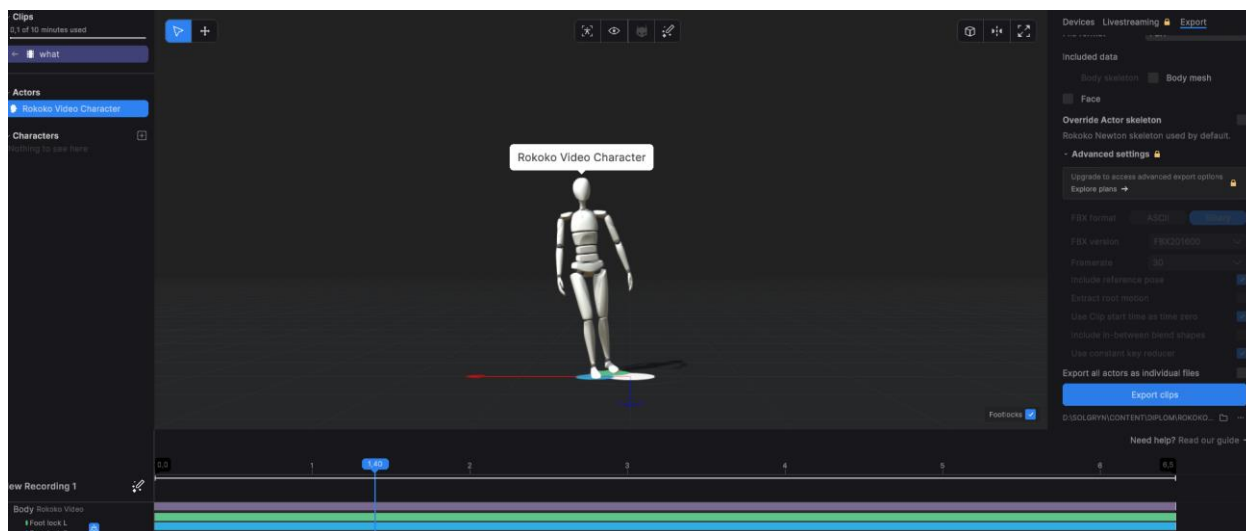 Clips
0,1 of 10 minutes used
what
Actors
Rokoko Video Character
Characters
Nothing to see here
Rokoko Video Character
Footlocks
Devices Livestreaming Export
Included data
Body skeleton Body mesh
Face
Override Actor skeleton
Rokoko Newton skeleton used by default.
Advanced settings
Upgrade to access advanced export options
Explore plans →
FBX format ASCII Binary
FBX version FBX201600
Framerate 30
Include reference pose
Extract root motion
Use Clip start time as time zero
Include in-between blend shapes
Use constant key reducer
Export all actors as individual files
Export clips
D:\SOLGRYN\CONTENT\DIPLOM\ROKOKO...
Need help? Read our guide
0,0 1 1,40 2 3 4 5 6 6,5
ew Recording 1
Body Rokoko Video
Foot lock L